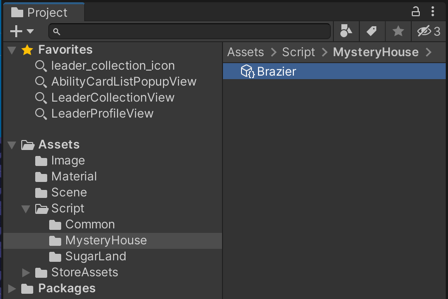 Project
3
Favorites
leader_collection_icon
AbilityCardListPopupView
LeaderCollectionView
LeaderProfileView
Assets
Image
Material
Scene
Script
Common
MysteryHouse
SugarLand
StoreAssets
Packages
Assets > Script > MysteryHouse >
Brazier